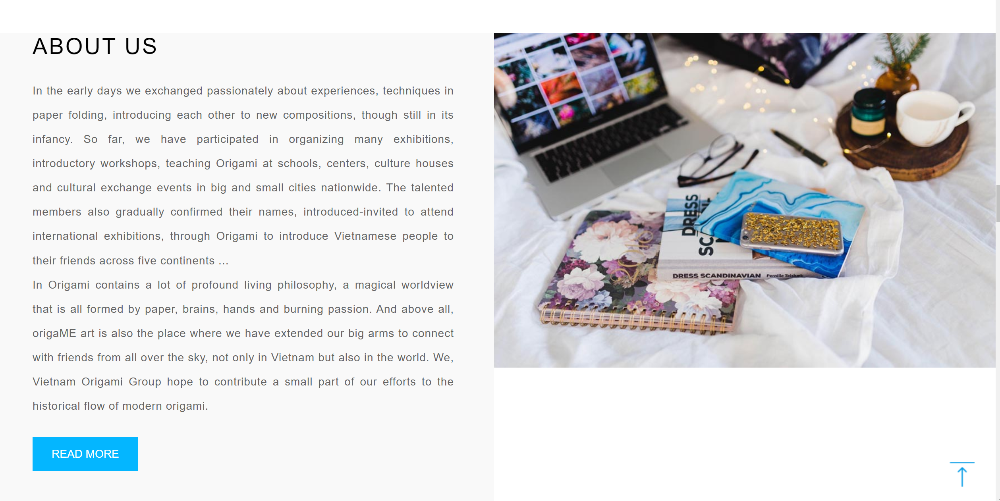 ABOUT US
In the early days we exchanged passionately about experiences, techniques in
paper folding, introducing each other to new compositions, though still in its
infancy. So far, we have participated in organizing many exhibitions,
introductory workshops, teaching Origami at schools, centers, culture houses
and cultural exchange events in big and small cities nationwide. The talented
members also gradually confirmed their names, introduced-invited to attend
international exhibitions, through Origami to introduce Vietnamese people to
their friends across five continents ...
In Origami contains a lot of profound living philosophy, a magical worldview
that is all formed by paper, brains, hands and burning passion. And above all,
origaME art is also the place where we have extended our big arms to connect
with friends from all over the sky, not only in Vietnam but also in the world. We,
Vietnam Origami Group hope to contribute a small part of our efforts to the
historical flow of modern origami.
READ MORE
DRESS
DRESS SCANDINAVIAN Pernille Teisbæk